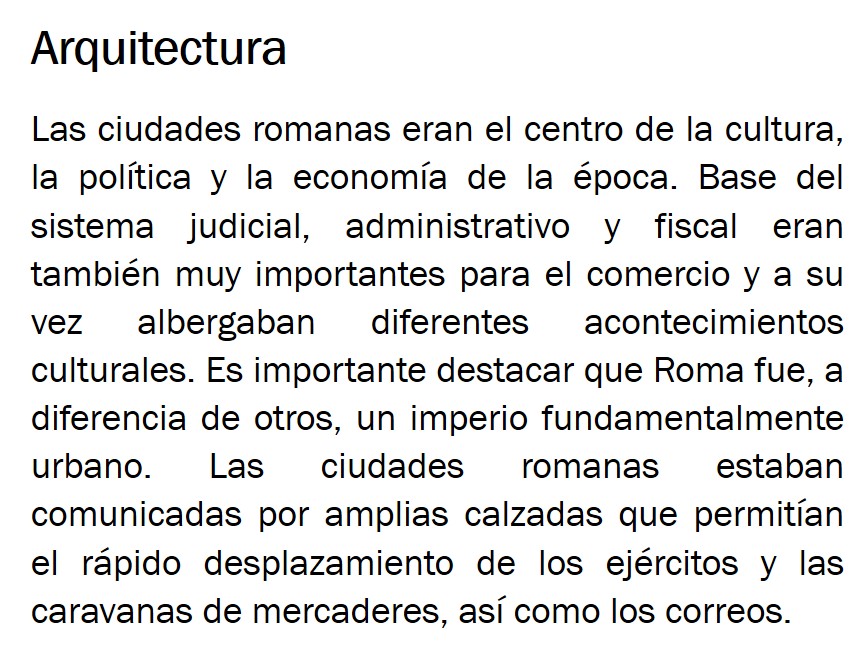 Arquitectura
Las ciudades romanas eran el centro de la cultura,
la política y la economía de la época. Base del
sistema judicial, administrativo y fiscal eran
también muy importantes para el comercio y a su
vez albergaban diferentes acontecimientos
culturales. Es importante destacar que Roma fue, a
diferencia de otros, un imperio fundamentalmente
urbano. Las ciudades romanas estaban
comunicadas por amplias calzadas que permitían
el rápido desplazamiento de los ejércitos y las
caravanas de mercaderes, así como los correos.